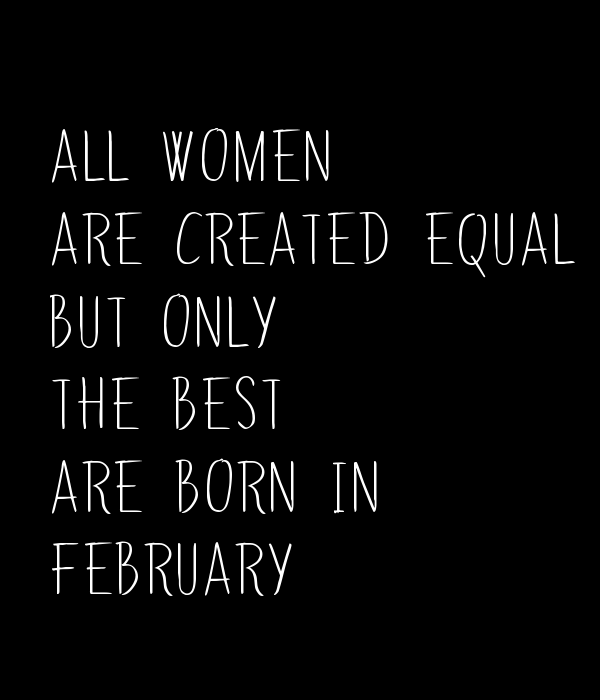 ALL WOMEN
ARE CREATED EQUAL
BUT ONLY
THE BEST
ARE BORN IN
FEBRUARY